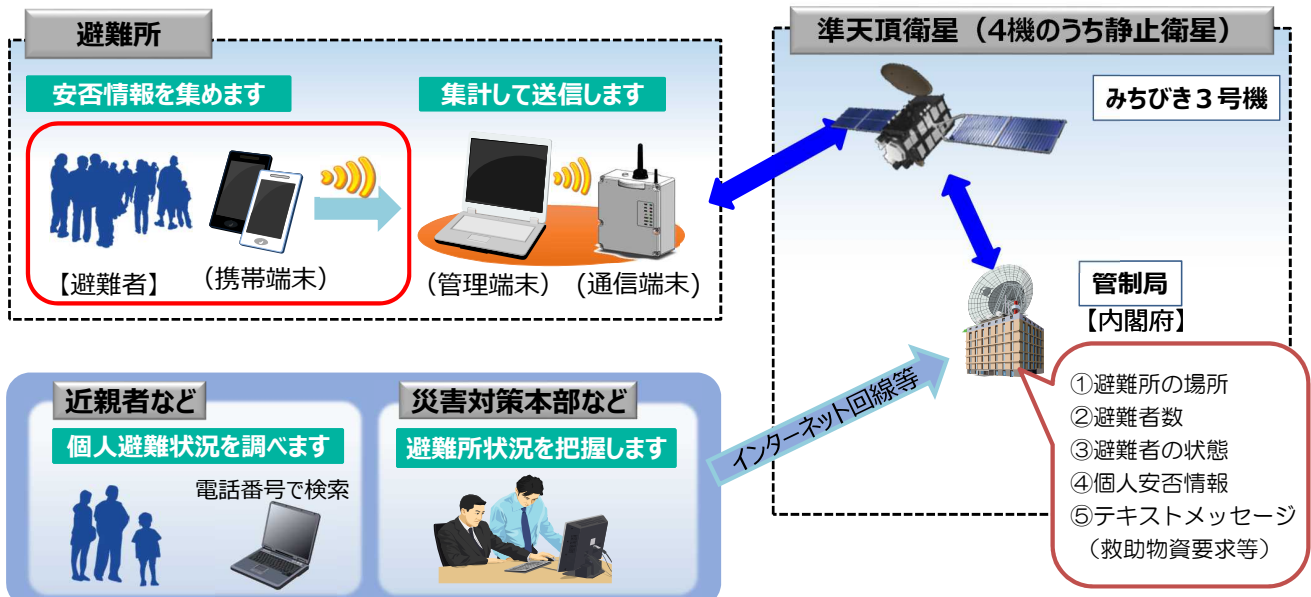 避難所
安否情報を集めます
集計して送信します
【避難者】
（携帯端末）
（管理端末）
(通信端末)
準天頂衛星（4機のうち静止衛星）
みちびき３号機
管制局
【内閣府】
①避難所の場所
②避難者数
③避難者の状態
④個人安否情報
⑤テキストメッセージ
（救助物資要求等）
近親者など
個人避難状況を調べます
電話番号で検索
災害対策本部など
避難所状況を把握します
インターネット回線等